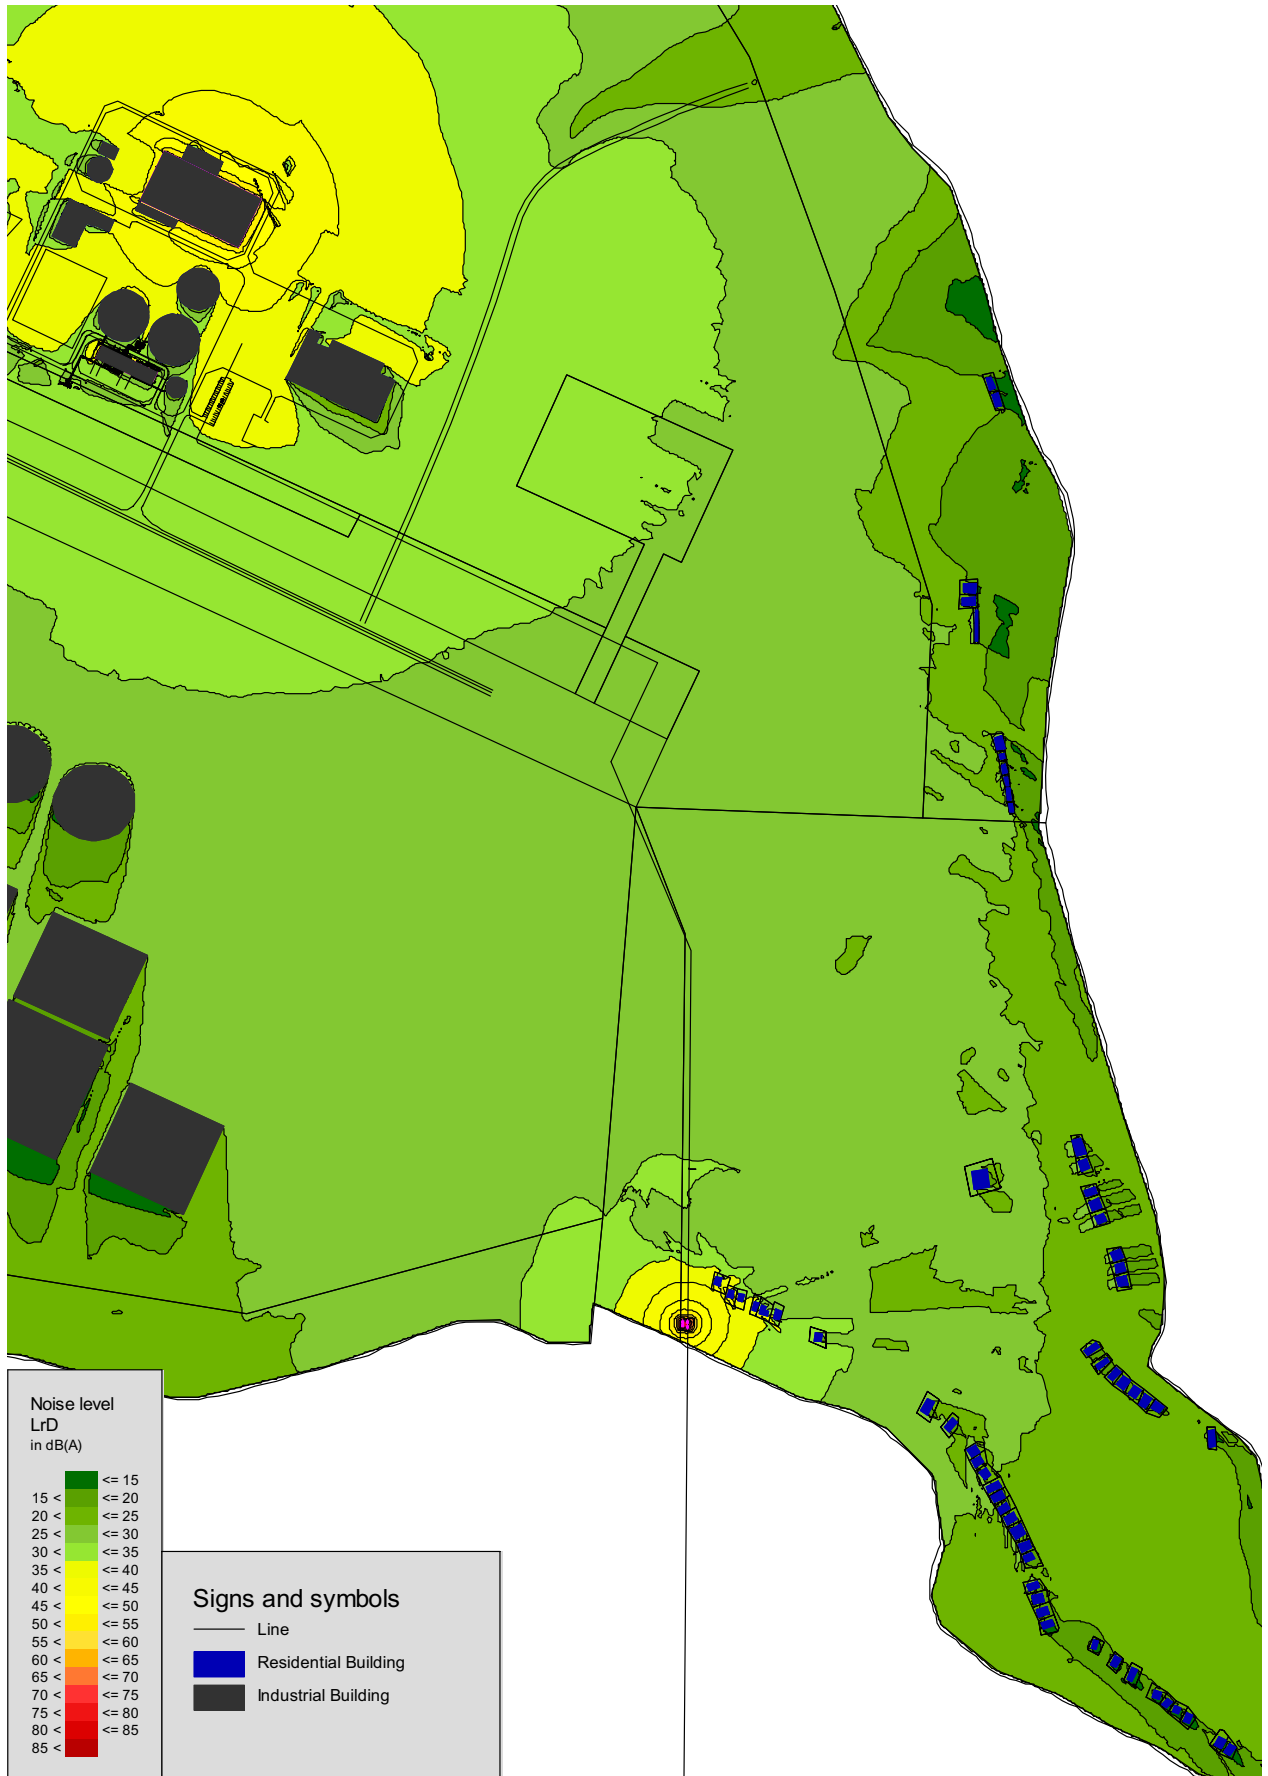 Noise level
LrD
in dB(A)
<= 15
15 < <= 20
20 < <= 25
25 < <= 30
30 < <= 35
35 < <= 40
40 < <= 45
45 < <= 50
50 < <= 55
55 < <= 60
60 < <= 65
65 < <= 70
70 < <= 75
75 < <= 80
80 < <= 85
85 <
Signs and symbols
Line
Residential Building
Industrial Building